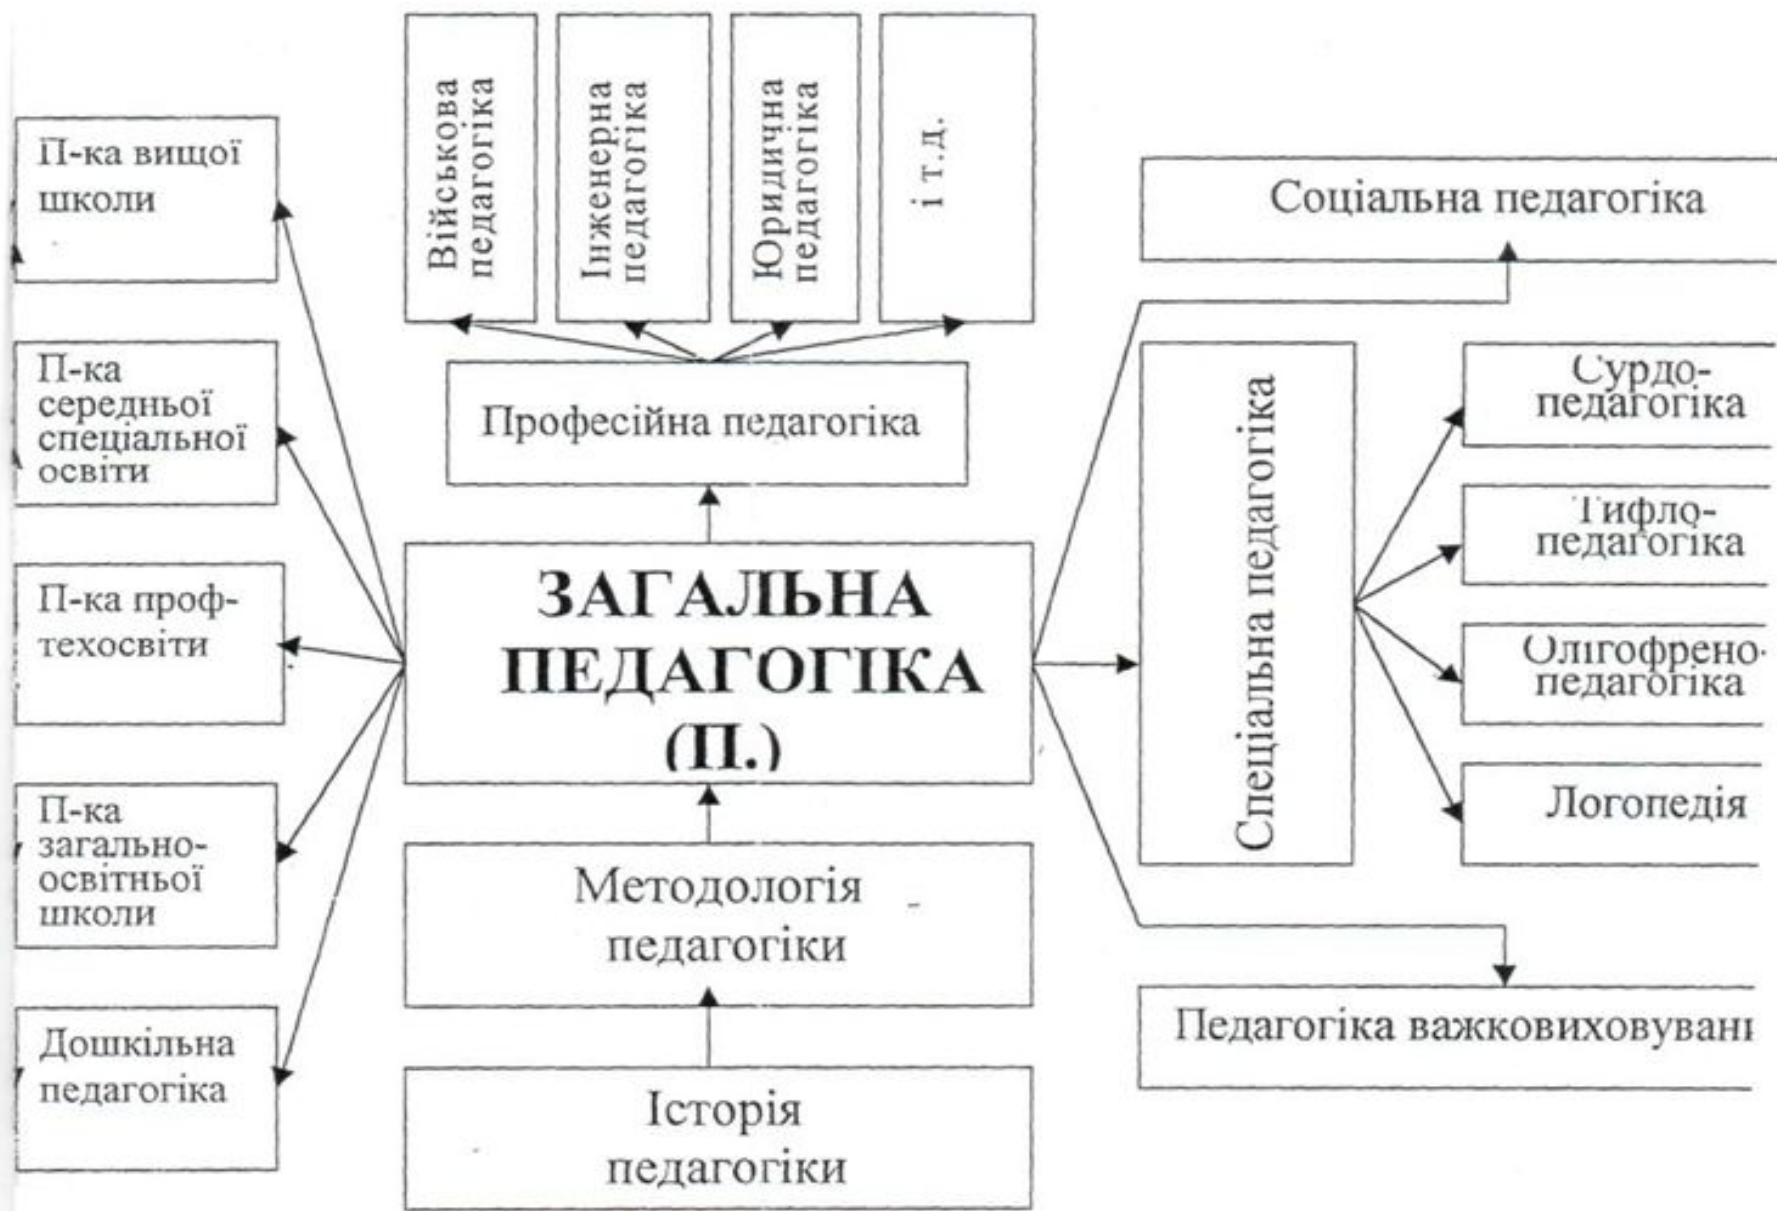 П-ка вищої
школи
П-ка
середньої
спеціальної
освіти
П-ка проф-
техосвіти
П-ка
загально-
освітньої
школи
Дошкільна
педагогіка
Військова
педагогіка
Інженерна
педагогіка
Юридична
педагогіка
і т.д.
Професійна педагогіка
ЗАГАЛЬНА
ПЕДАГОГІКА
(П.)
Методологія
педагогіки
Історія
педагогіки
Соціальна педагогіка
Спеціальна педагогіка
Сурдо-
педагогіка
Тифло-
педагогіка
Олігофрено-
педагогіка
Логопедія
Педагогіка